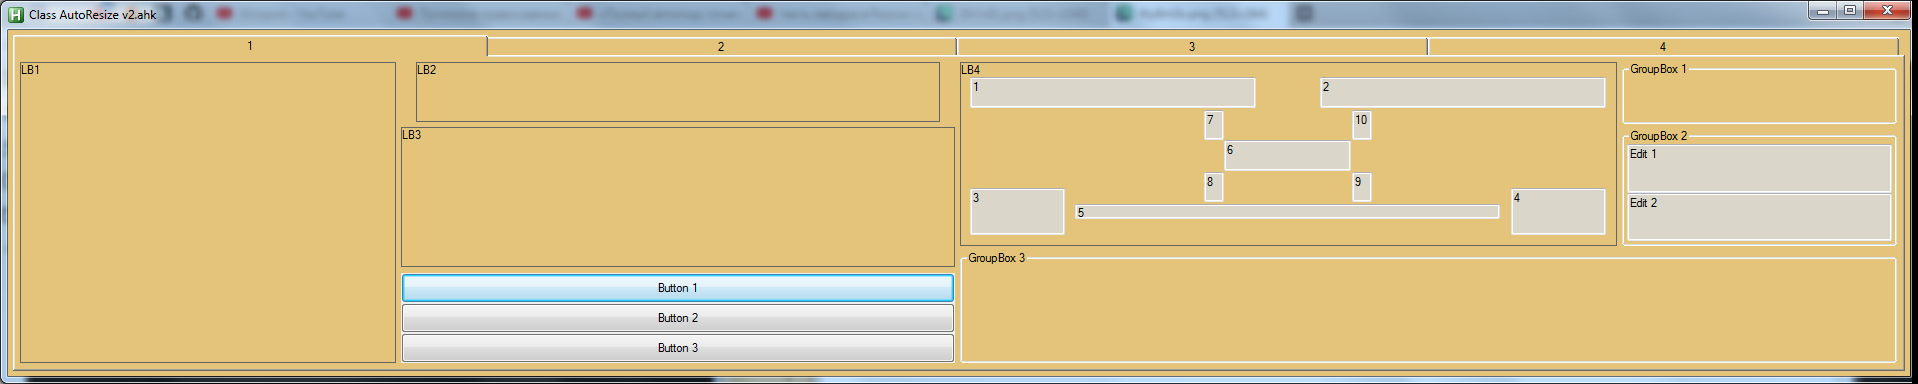 Class AutoResize v2.ahk
1 2 3 4
LB1
LB2
LB3
Button 1
Button 2
Button 3
LB4
1 2
7 10
6
8 9
3 4
5
GroupBox 1
GroupBox 2
Edit 1
Edit 2
GroupBox 3